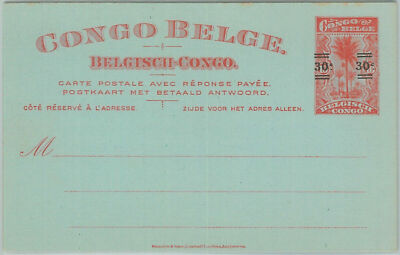 CONGO BELGE.
BELGISCH-CONGO.
CARTE POSTALE AVEC RÉPONSE PAYÉE.
POSTKAART MET BETAALD ANTWOORD.
CÔTÉ RÉSERVÉ À L'ADRESSE. ZIJDE VOOR HET ADRES ALLEEN.
CONGO BELGE
30c 30c
BELGISCH
CONGO
M